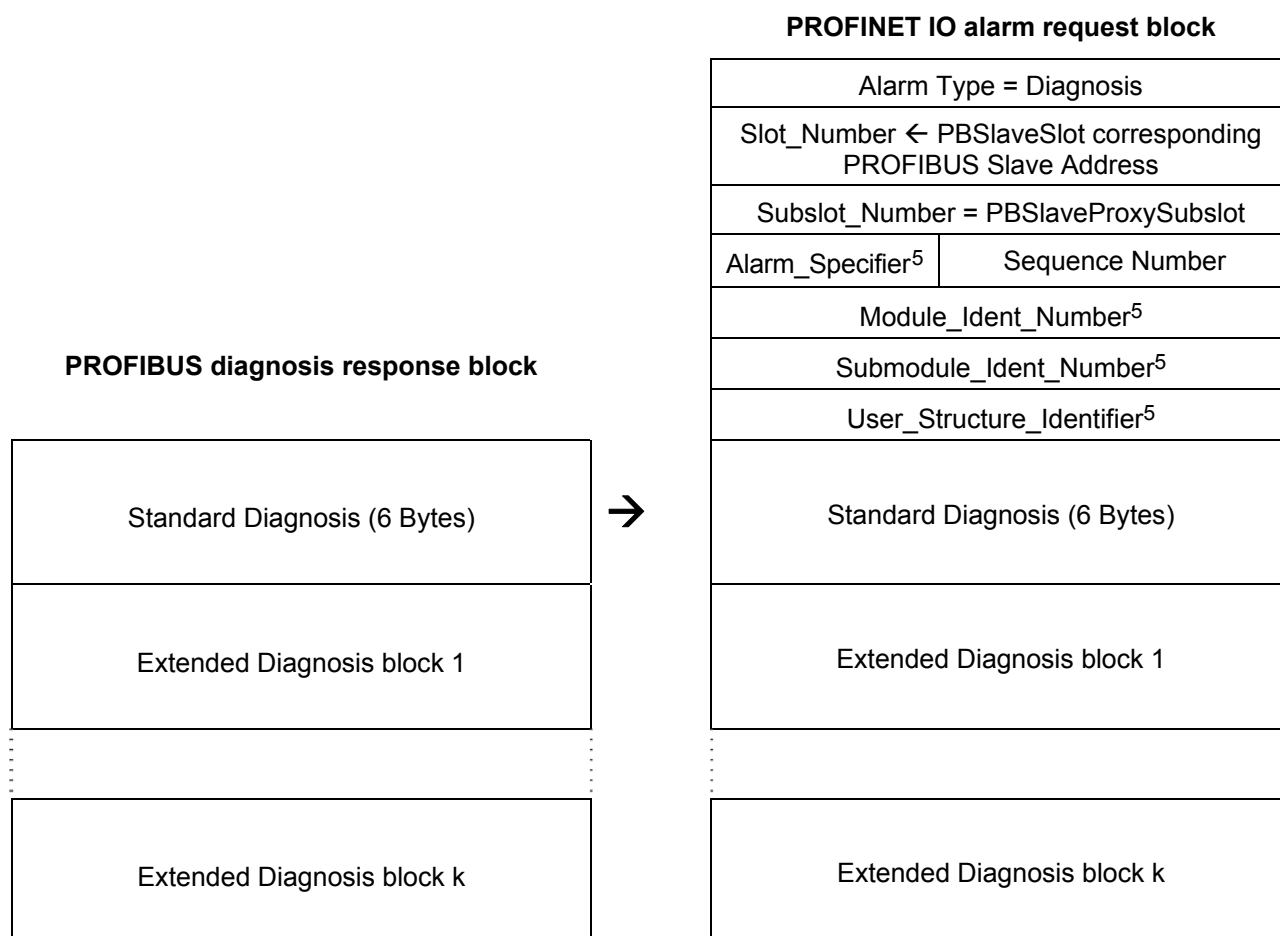 PROFINET IO alarm request block
Alarm Type = Diagnosis
Slot_Number ← PBSlaveSlot corresponding
PROFIBUS Slave Address
Subslot_Number = PBSlaveProxySubslot
Alarm_Specifier⁵ Sequence Number
Module_Ident_Number⁵
Submodule_Ident_Number⁵
User_Structure_Identifier⁵
PROFIBUS diagnosis response block
Standard Diagnosis (6 Bytes) → Standard Diagnosis (6 Bytes)
Extended Diagnosis block 1 Extended Diagnosis block 1
Extended Diagnosis block k Extended Diagnosis block k